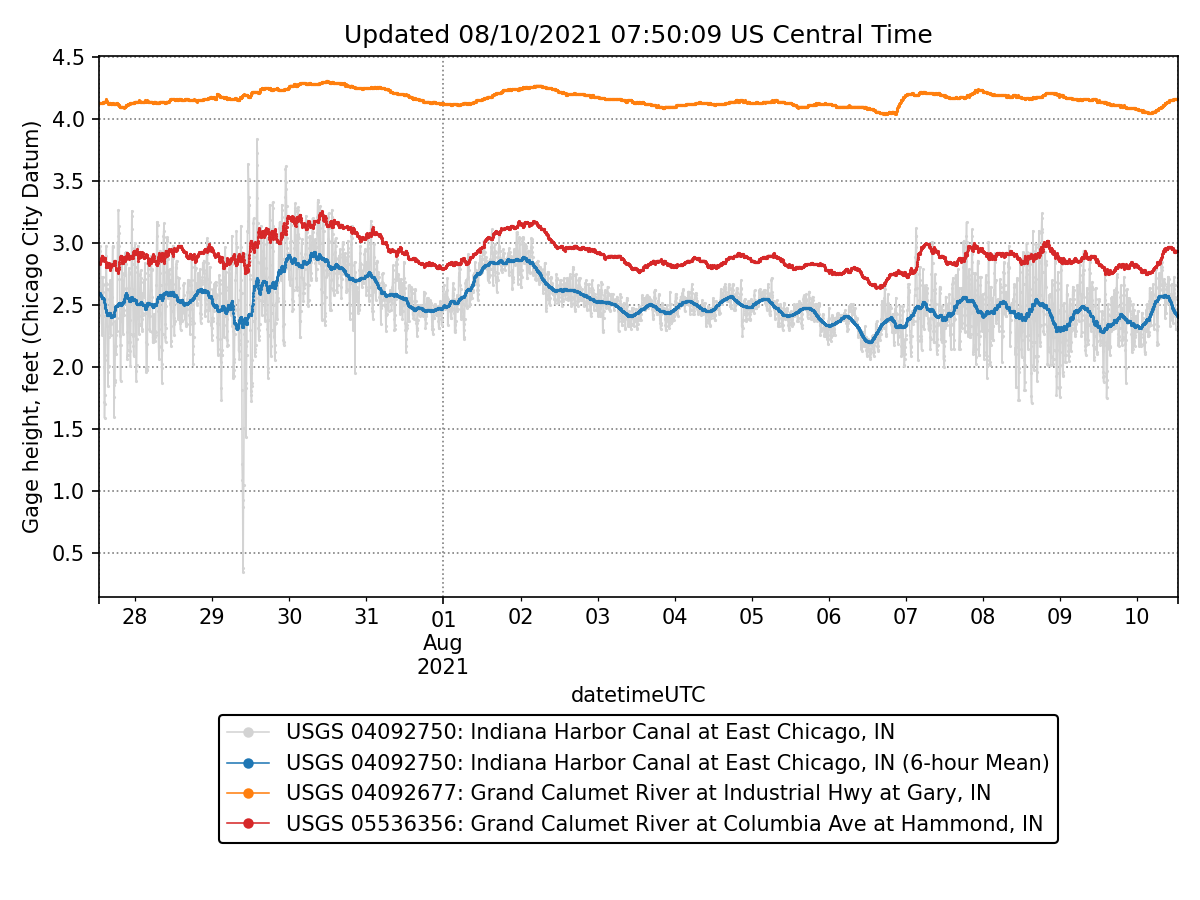 Updated 08/10/2021 07:50:09 US Central Time
Gage height, feet (Chicago City Datum)
4.5
4.0
3.5
3.0
2.5
2.0
1.5
1.0
0.5
28 29 30 31 01 02 03 04 05 06 07 08 09 10
Aug
2021
datetimeUTC
USGS 04092750: Indiana Harbor Canal at East Chicago, IN
USGS 04092750: Indiana Harbor Canal at East Chicago, IN (6-hour Mean)
USGS 04092677: Grand Calumet River at Industrial Hwy at Gary, IN
USGS 05536356: Grand Calumet River at Columbia Ave at Hammond, IN